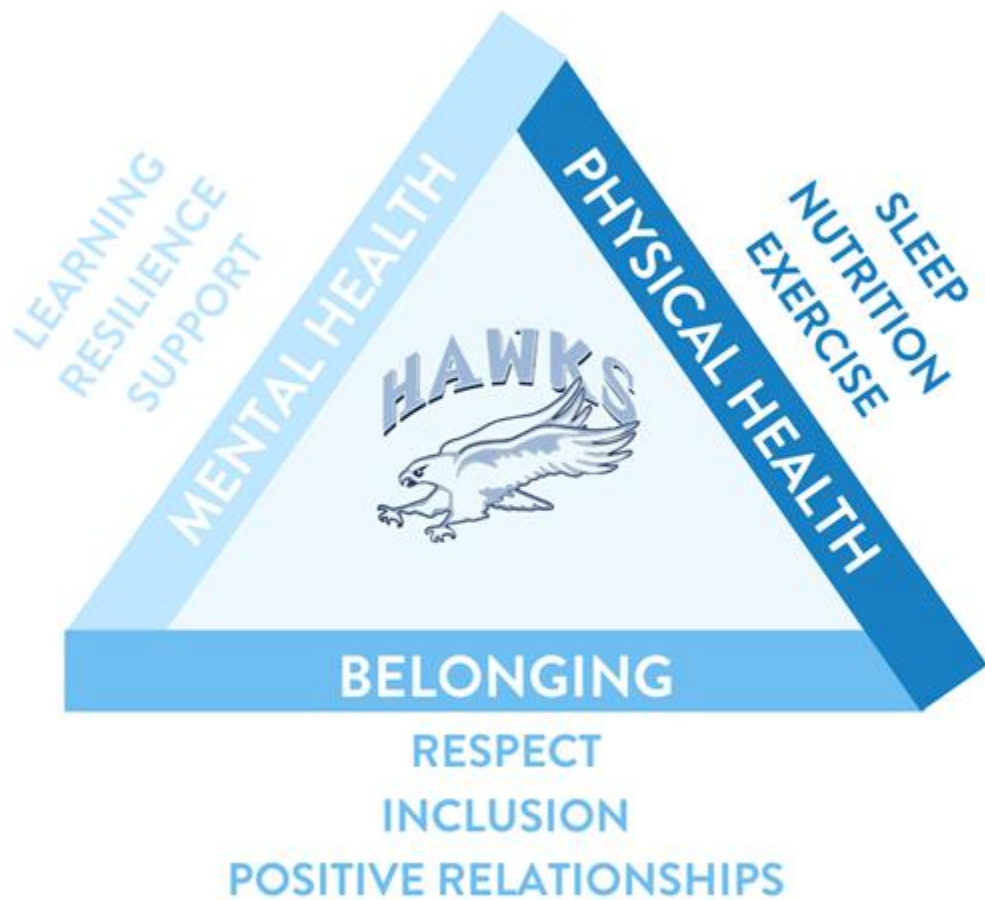 LEARNING
RESILIENCE
SUPPORT
MENTAL HEALTH
PHYSICAL HEALTH
SLEEP
NUTRITION
EXERCISE
HAWKS
BELONGING
RESPECT
INCLUSION
POSITIVE RELATIONSHIPS